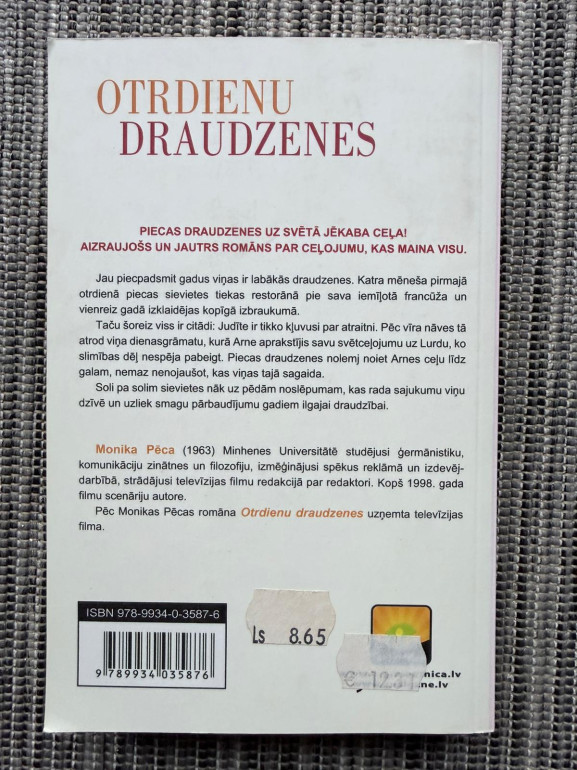 OTRDIENU
DRAUDZENES
PIECAS DRAUDZENES UZ SVĒTĀ JĒKABA CEĻA!
AIZRAUJOŠS UN JAUTRS ROMĀNS PAR CEĻOJUMU, KAS MAINA VISU.
Jau piecpadsmit gadus viņas ir labākās draudzenes. Katra mēneša pirmajā
otrdienā piecas sievietes tiekas restorānā pie sava iemīļotā francūža un
vienreiz gadā izklaidējas kopīgā izbraukumā.
Taču šoreiz viss ir citādi: Judīte ir tikko kļuvusi par atraitni. Pēc vīra nāves tā
atrod viņa dienasgrāmatu, kurā Arne aprakstījis savu svētceļojumu uz Lurdu, ko
slimības dēļ nespēja pabeigt. Piecas draudzenes nolemj noiet Arnes ceļu līdz
galam, nemaz nenojaušot, kas viņas tajā sagaida.
Soli pa solim sievietes nāk uz pēdām noslēpumam, kas rada sajukumu viņu
dzīvē un uzliek smagu pārbaudījumu gadiem ilgajai draudzībai.
Monika Pēca (1963) Minhenes Universitātē studējusi ģermānistiku,
komunikāciju zinātnes un filozofiju, izmēģinājusi spēkus reklāmā un izdevēj-
darbībā, strādājusi televīzijas filmu redakcijā par redaktori. Kopš 1998. gada
filmu scenāriju autore.
Pēc Monikas Pēcas romāna Otrdienu draudzenes uzņemta televīzijas
filma.
ISBN 978-9934-0-3587-6
9 789934 035876
Ls 8.65
nica.lv
€ 12.31
ne.lv